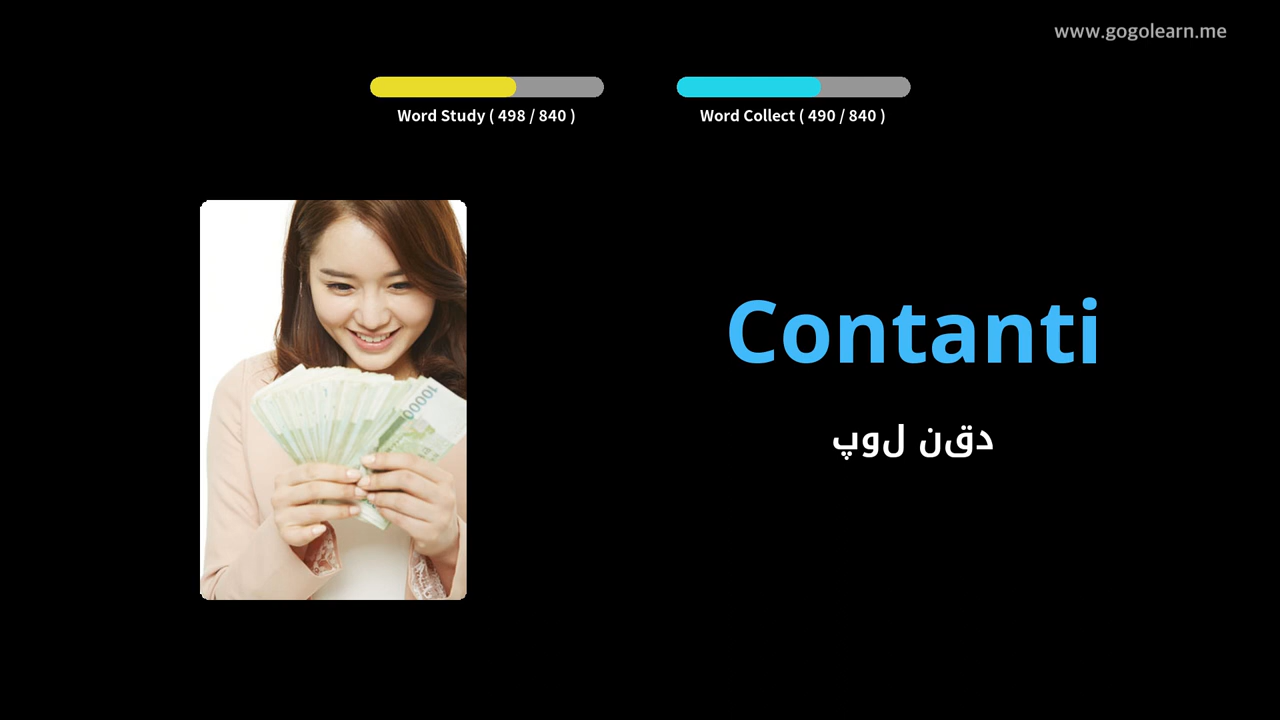 www.gogolearn.me
Word Study ( 498 / 840 )
Word Collect ( 490 / 840 )
Contanti
دقن لوپ